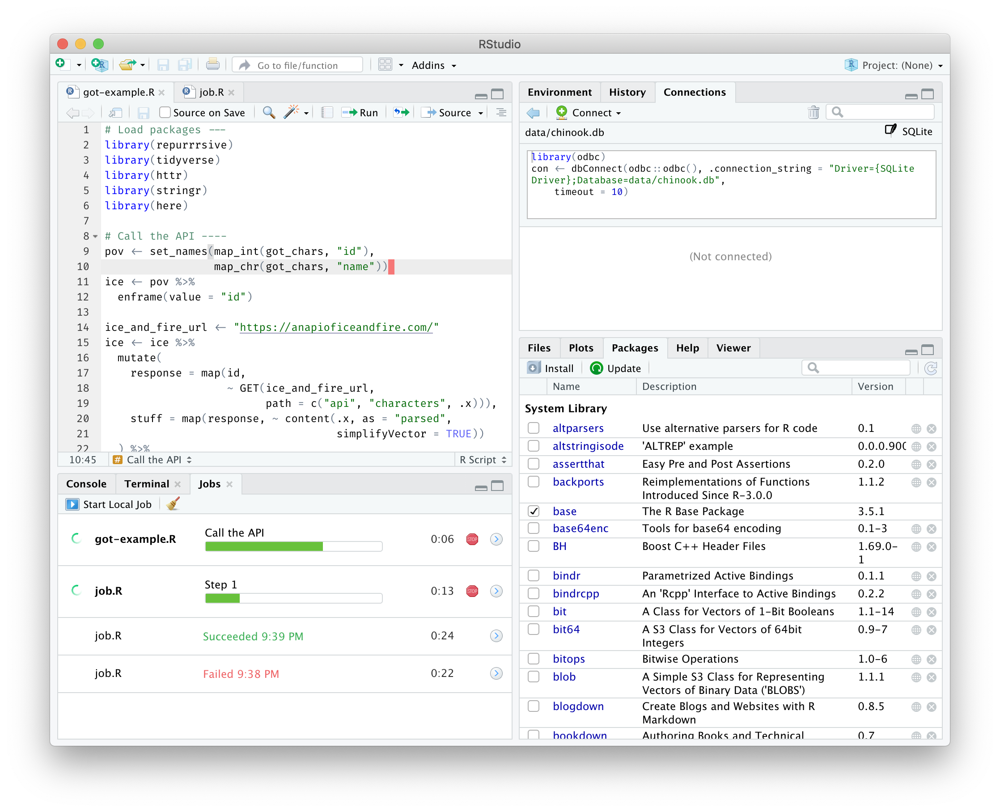 RStudio
Go to file/function
Addins
Project: (None)
got-example.R
job.R
Source on Save
Run
Source
1 # Load packages ---
2 library(repurrrsive)
3 library(tidyverse)
4 library(httr)
5 library(stringr)
6 library(here)
7
8 # Call the API ----
9 pov <- set_names(map_int(got_chars, "id"),
10 map_chr(got_chars, "name"))
11 ice <- pov %>%
12 enframe(value = "id")
13
14 ice_and_fire_url <- "https://anapioficeandfire.com/"
15 ice <- ice %>%
16 mutate(
17 response = map(id,
18 ~ GET(ice_and_fire_url,
19 path = c("api", "characters", .x))),
20 stuff = map(response, ~ content(.x, as = "parsed",
21 simplifyVector = TRUE))
22 ) %>%
10:45
# Call the API
R Script
Console
Terminal
Jobs
Start Local Job
got-example.R
Call the API
0:06
STOP
job.R
Step 1
0:13
STOP
job.R
Succeeded 9:39 PM
0:24
job.R
Failed 9:38 PM
0:22
Environment
History
Connections
Connect
data/chinook.db
SQLite
library(odbc)
con <- dbConnect(odbc::odbc(), .connection_string = "Driver={SQLite
Driver};Database=data/chinook.db",
timeout = 10)
(Not connected)
Files
Plots
Packages
Help
Viewer
Install
Update
Name Description Version
System Library
altparsers Use alternative parsers for R code 0.1
altstringisode 'ALTREP' example 0.0.0.900
assertthat Easy Pre and Post Assertions 0.2.0
backports Reimplementations of Functions 1.1.2
Introduced Since R-3.0.0
base The R Base Package 3.5.1
base64enc Tools for base64 encoding 0.1-3
BH Boost C++ Header Files 1.69.0-
1
bindr Parametrized Active Bindings 0.1.1
bindrcpp An 'Rcpp' Interface to Active Bindings 0.2.2
bit A Class for Vectors of 1-Bit Booleans 1.1-14
bit64 A S3 Class for Vectors of 64bit 0.9-7
Integers
bitops Bitwise Operations 1.0-6
blob A Simple S3 Class for Representing 1.1.1
Vectors of Binary Data ('BLOBS')
blogdown Create Blogs and Websites with R 0.8.5
Markdown
bookdown Authoring Books and Technical 0.7